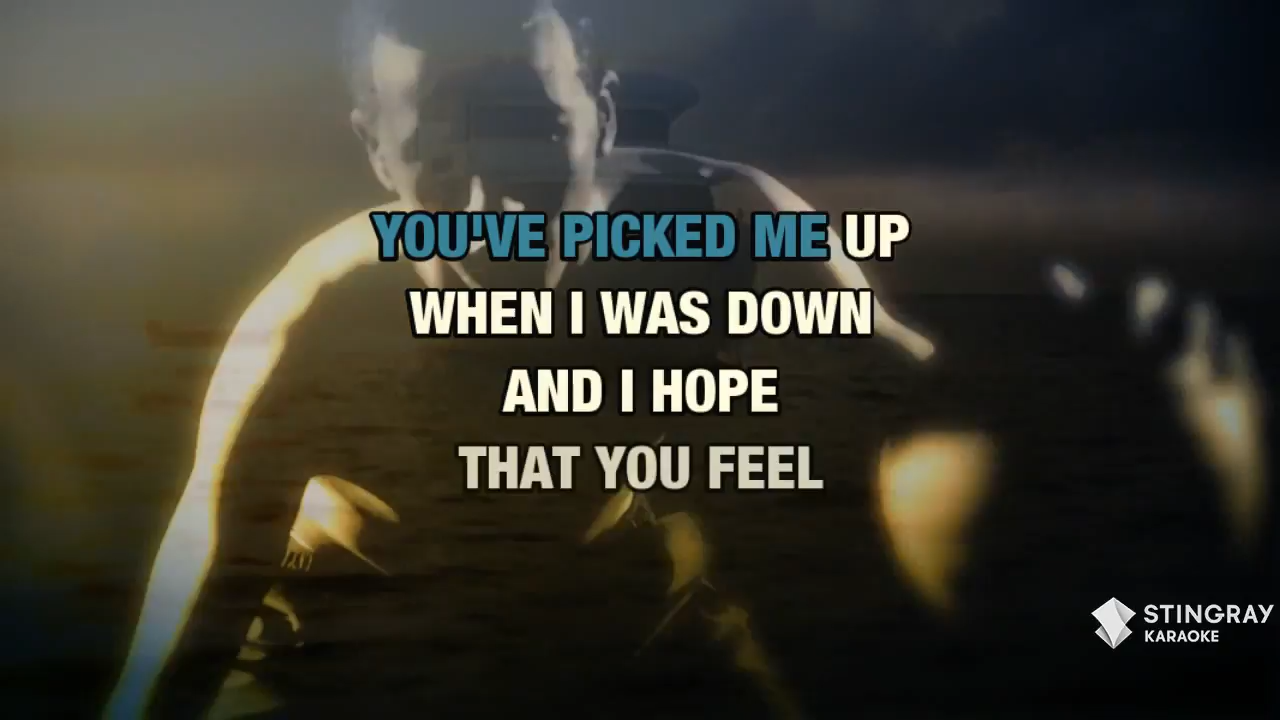 YOU'VE PICKED ME UP
WHEN I WAS DOWN
AND I HOPE
THAT YOU FEEL
STINGRAY
KARAOKE